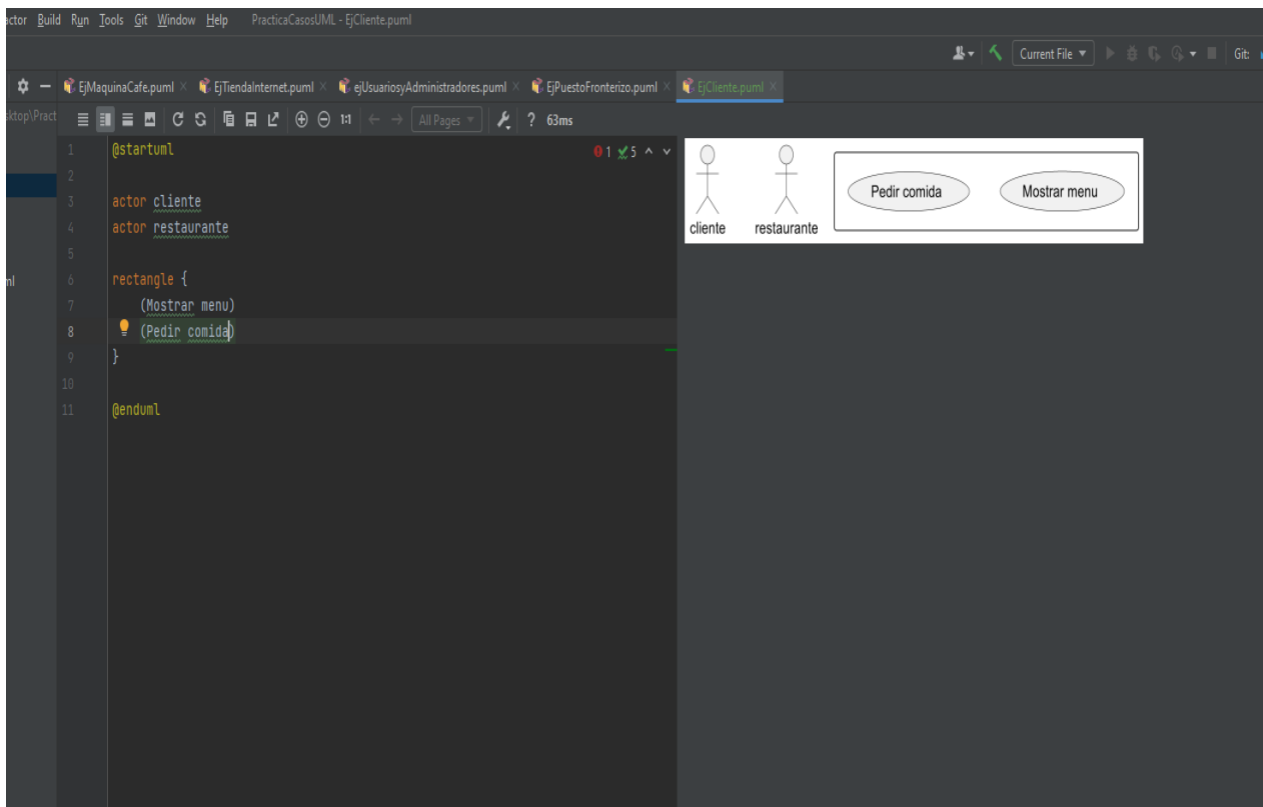 actor Build Run Tools Git Window Help PracticaCasosUML - EjCliente.puml
Current File Git:
EjMaquinaCafe.puml EjTiendaInternet.puml ejUsuariosyAdministradores.puml EjPuestoFronterizo.puml EjCliente.puml
sktop\Pract 1:1 All Pages ? 63ms
1 @startuml 1 5
2
3 actor cliente
4 actor restaurante
5
6 rectangle {
7 (Mostrar menu)
8 (Pedir comida)
9 }
10
11 @enduml
ml
Pedir comida Mostrar menu
cliente restaurante